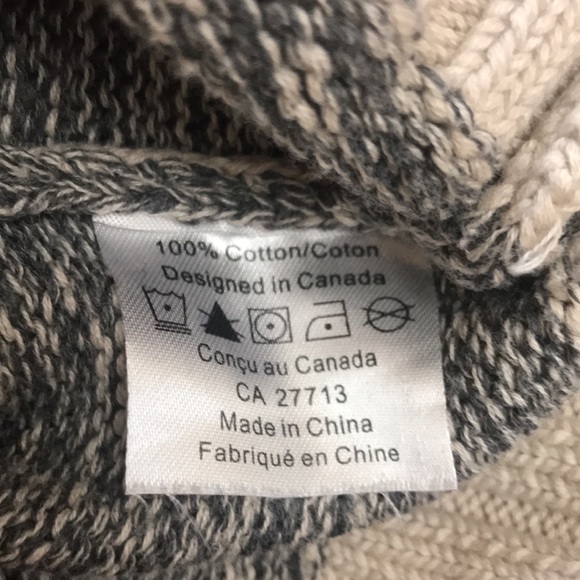 100% Cotton/Coton
Designed in Canada
Conçu au Canada
CA 27713
Made in China
Fabriqué en Chine